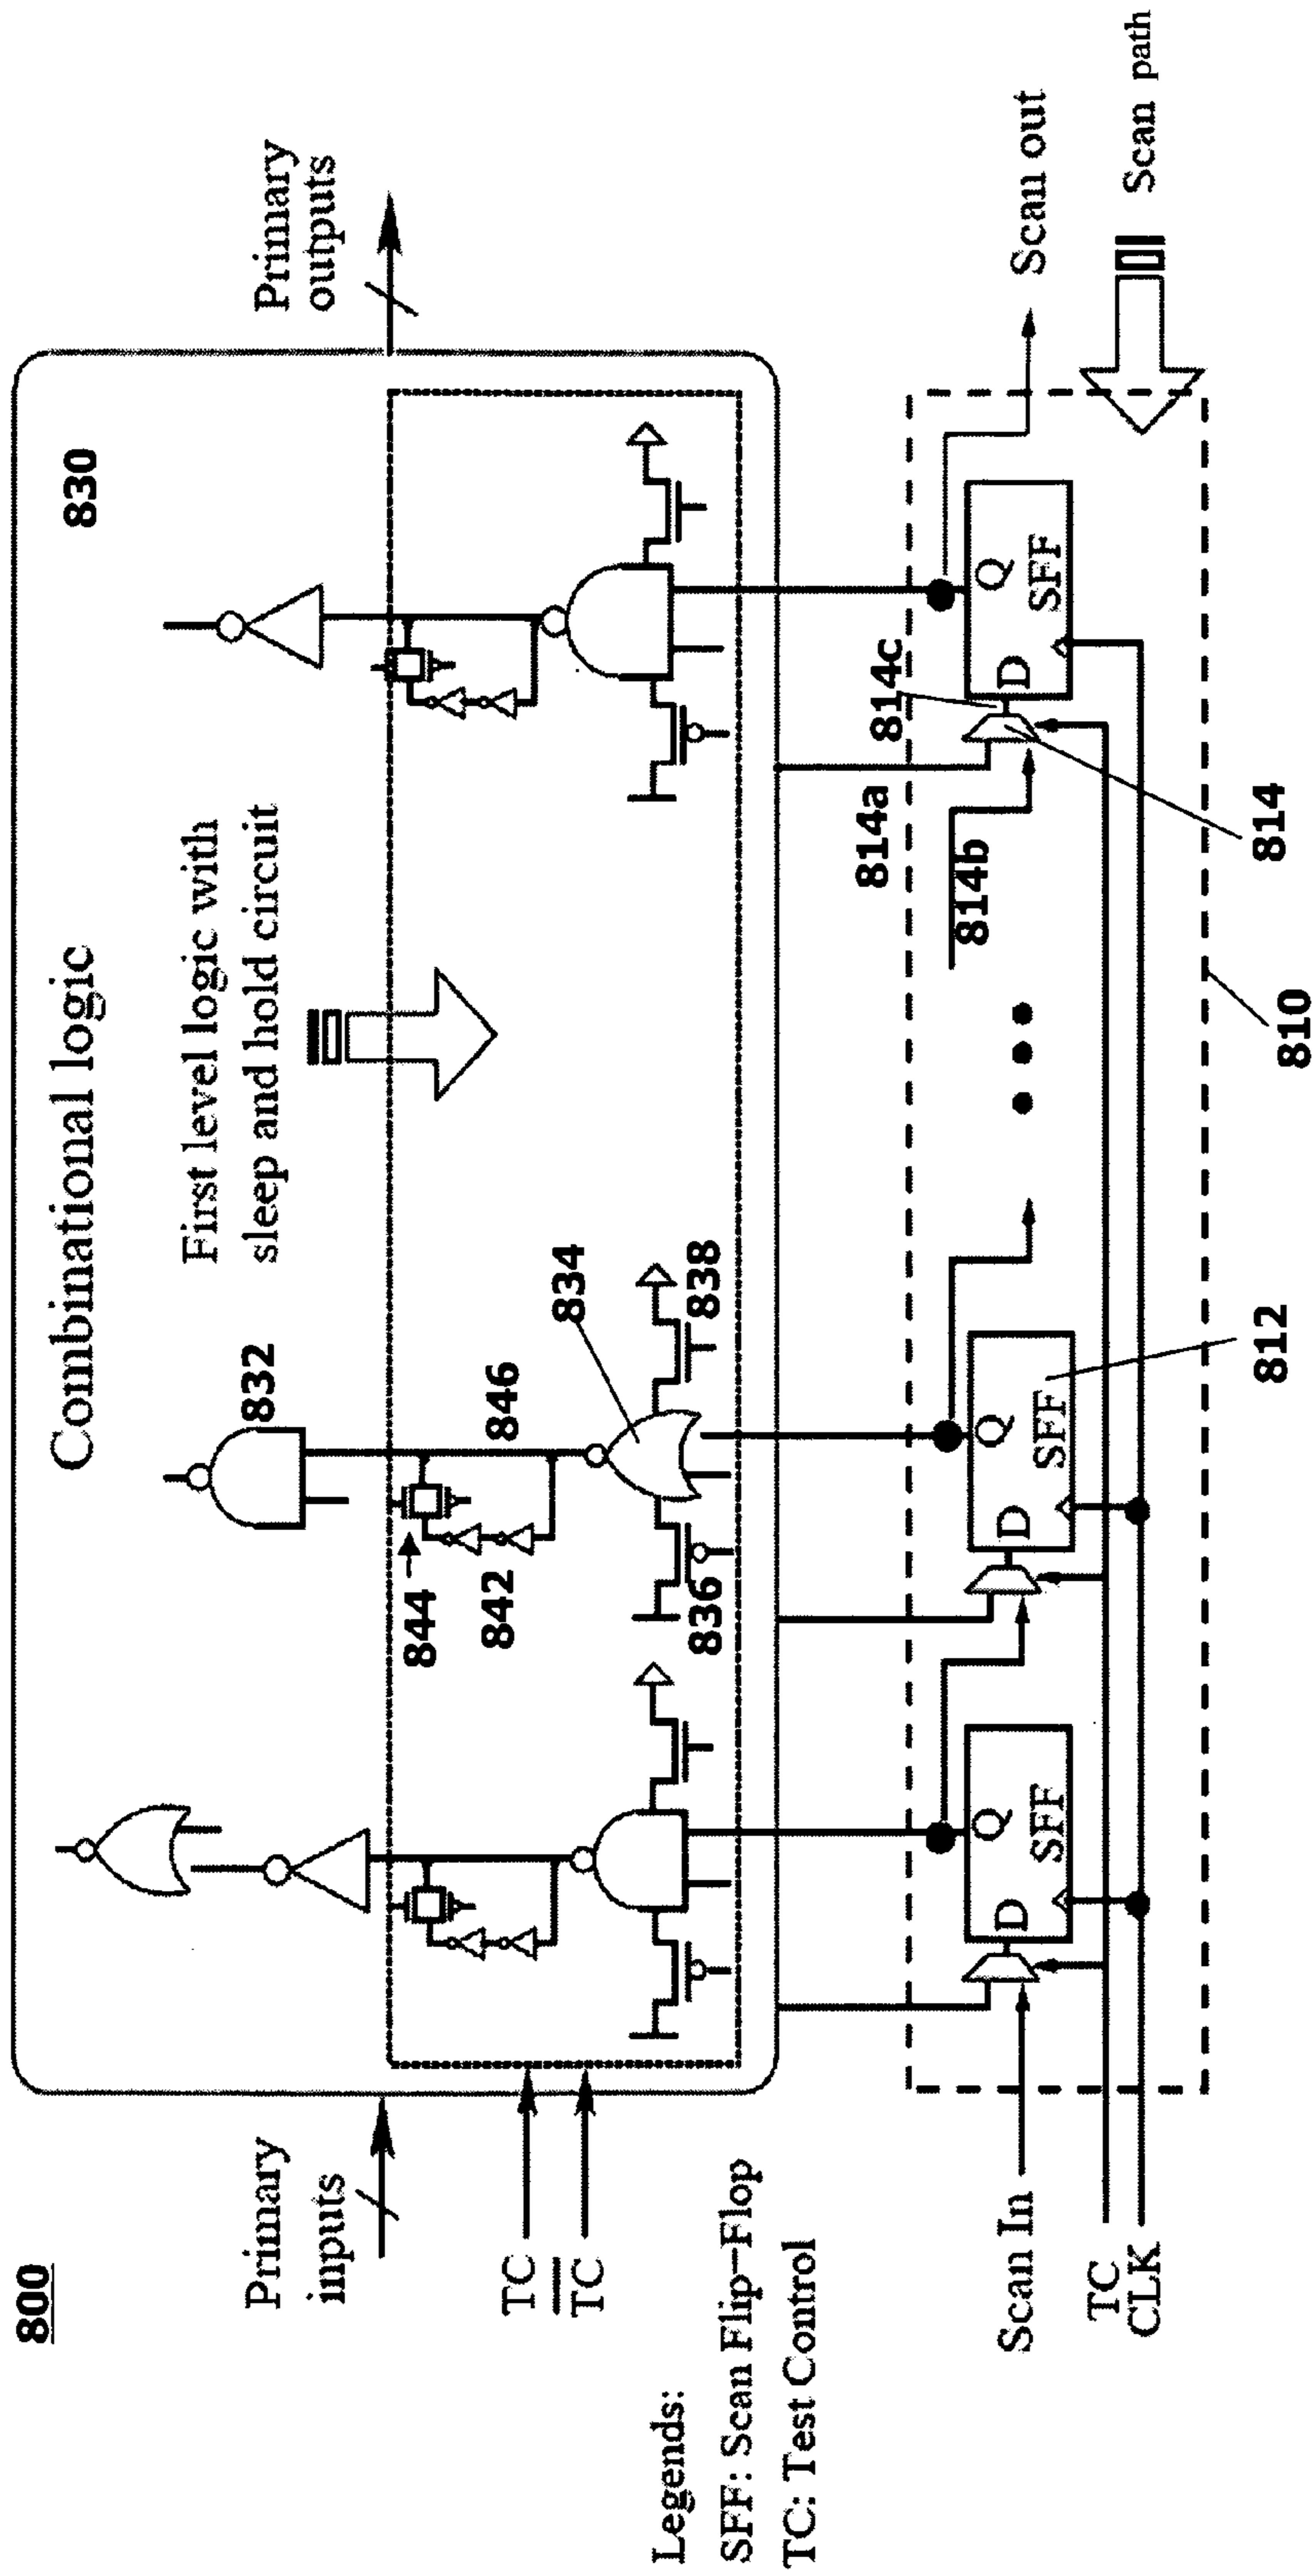 800
Combinational logic
830
Primary
inputs
First level logic with
sleep and hold circuit
Primary
outputs
832
844
842
846
834
836
838
TC
TC
Legends:
SFF: Scan Flip-Flop
TC: Test Control
814a
814c
814b
Scan In
D
Q
SFF
D
Q
SFF
D
Q
SFF
Scan out
TC
CLK
Scan path
812
810
814